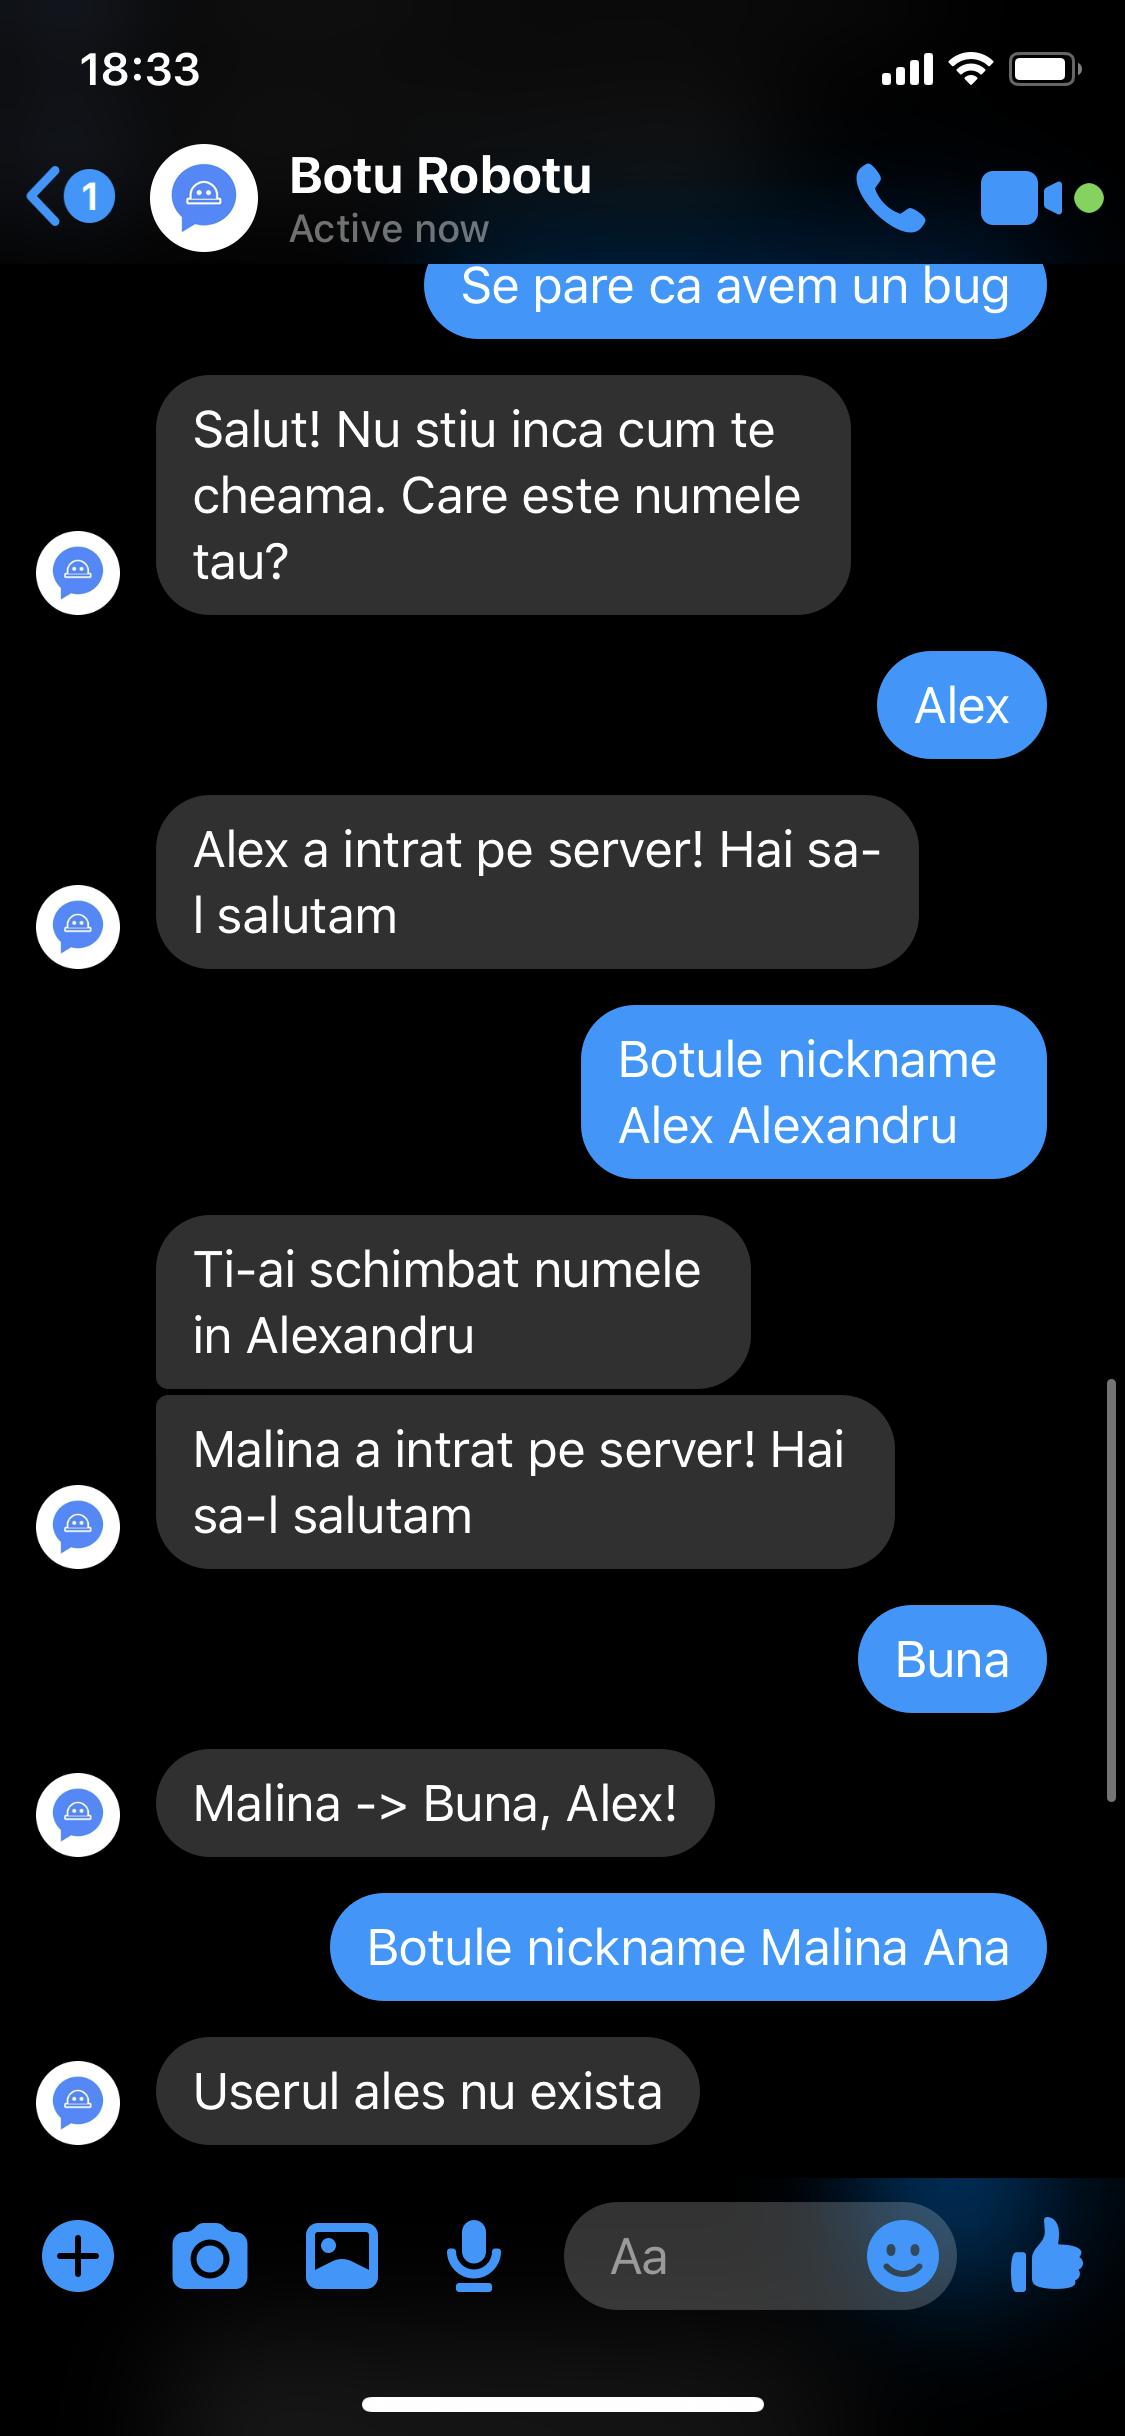 18:33
1
Botu Robotu
Active now
Se pare ca avem un bug
Salut! Nu stiu inca cum te
cheama. Care este numele
tau?
Alex
Alex a intrat pe server! Hai sa-
l salutam
Botule nickname
Alex Alexandru
Ti-ai schimbat numele
in Alexandru
Malina a intrat pe server! Hai
sa-l salutam
Buna
Malina -> Buna, Alex!
Botule nickname Malina Ana
Userul ales nu exista
Aa